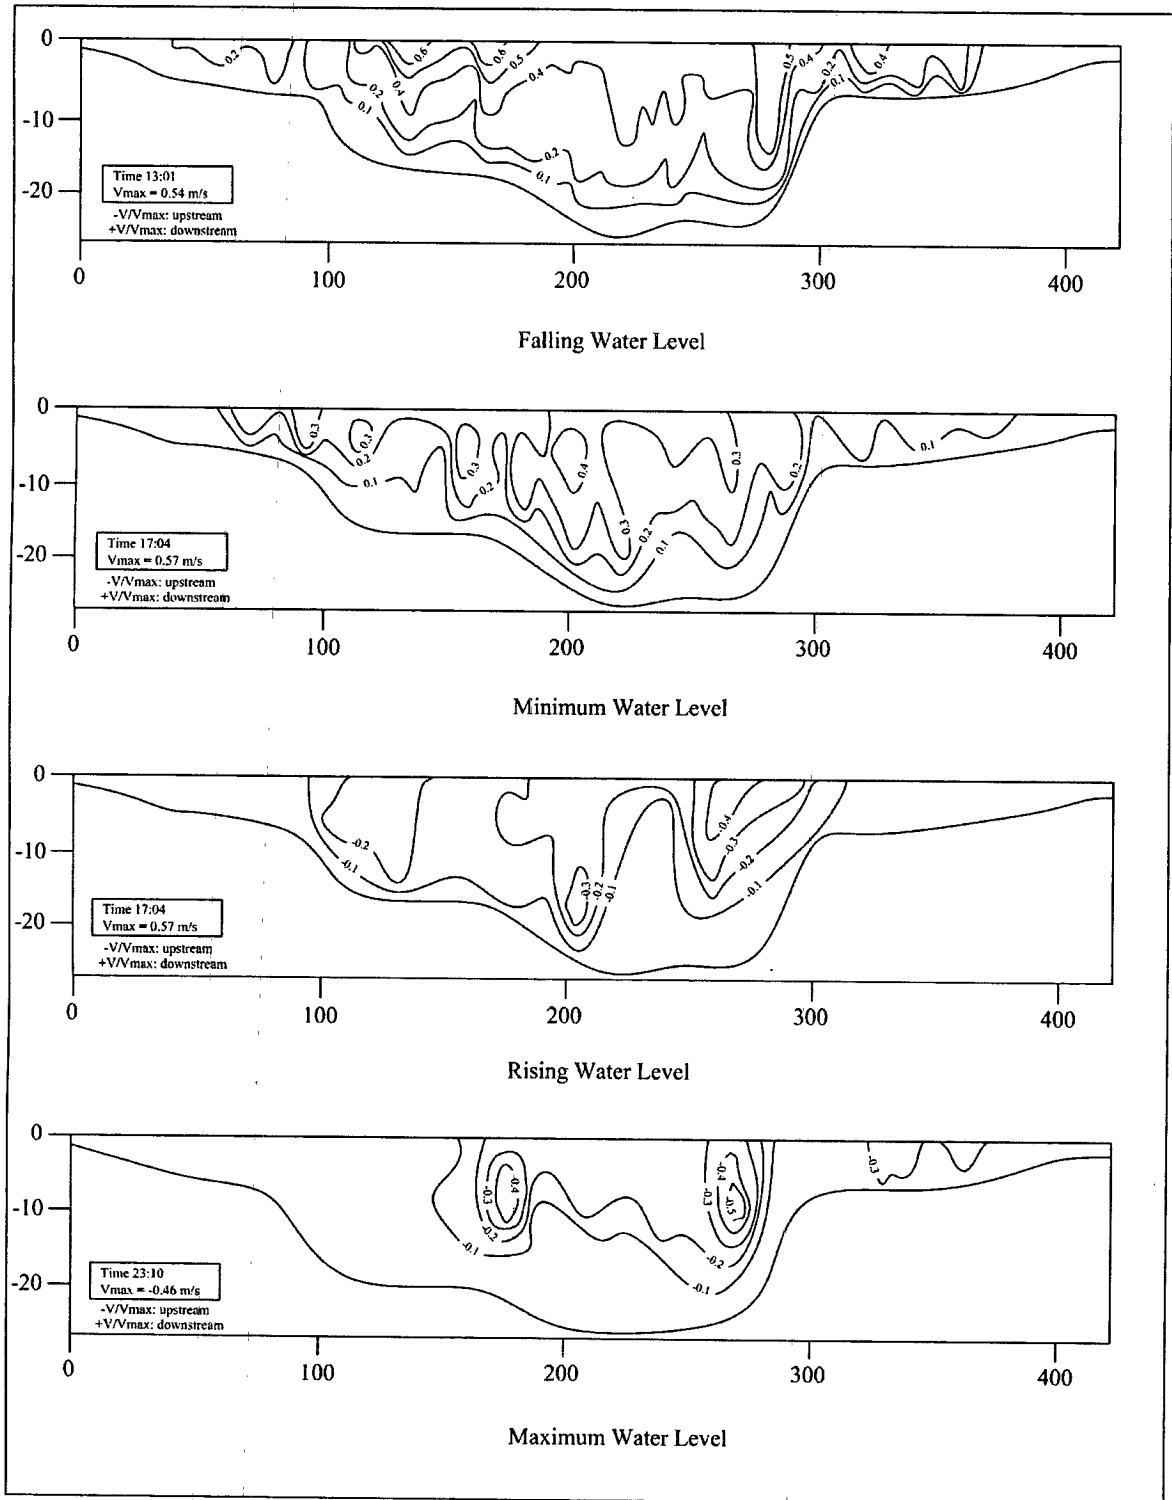 0
-10
-20
0.2
0.6
0.6
0.5
0.4
0.5
0.4
0.2
0.4
0.1
0.2
0.4
0.1
0.2
0.1
Time 13:01
Vmax = 0.54 m/s
-V/Vmax: upstream
+V/Vmax: downstream
0 100 200 300 400
Falling Water Level
0
-10
-20
0.3
0.3
0.2
0.1
0.3
0.2
0.4
0.3
0.2
0.1
0.3
0.2
0.1
Time 17:04
Vmax = 0.57 m/s
-V/Vmax: upstream
+V/Vmax: downstream
0 100 200 300 400
Minimum Water Level
0
-10
-20
-0.2
-0.1
-0.3
-0.2
-0.1
-0.4
-0.3
-0.2
-0.1
Time 17:04
Vmax = 0.57 m/s
-V/Vmax: upstream
+V/Vmax: downstream
0 100 200 300 400
Rising Water Level
0
-10
-20
-0.4
-0.3
-0.2
-0.1
-0.4
-0.3
-0.5
-0.2
-0.1
-0.3
Time 23:10
Vmax = -0.46 m/s
-V/Vmax: upstream
+V/Vmax: downstream
0 100 200 300 400
Maximum Water Level